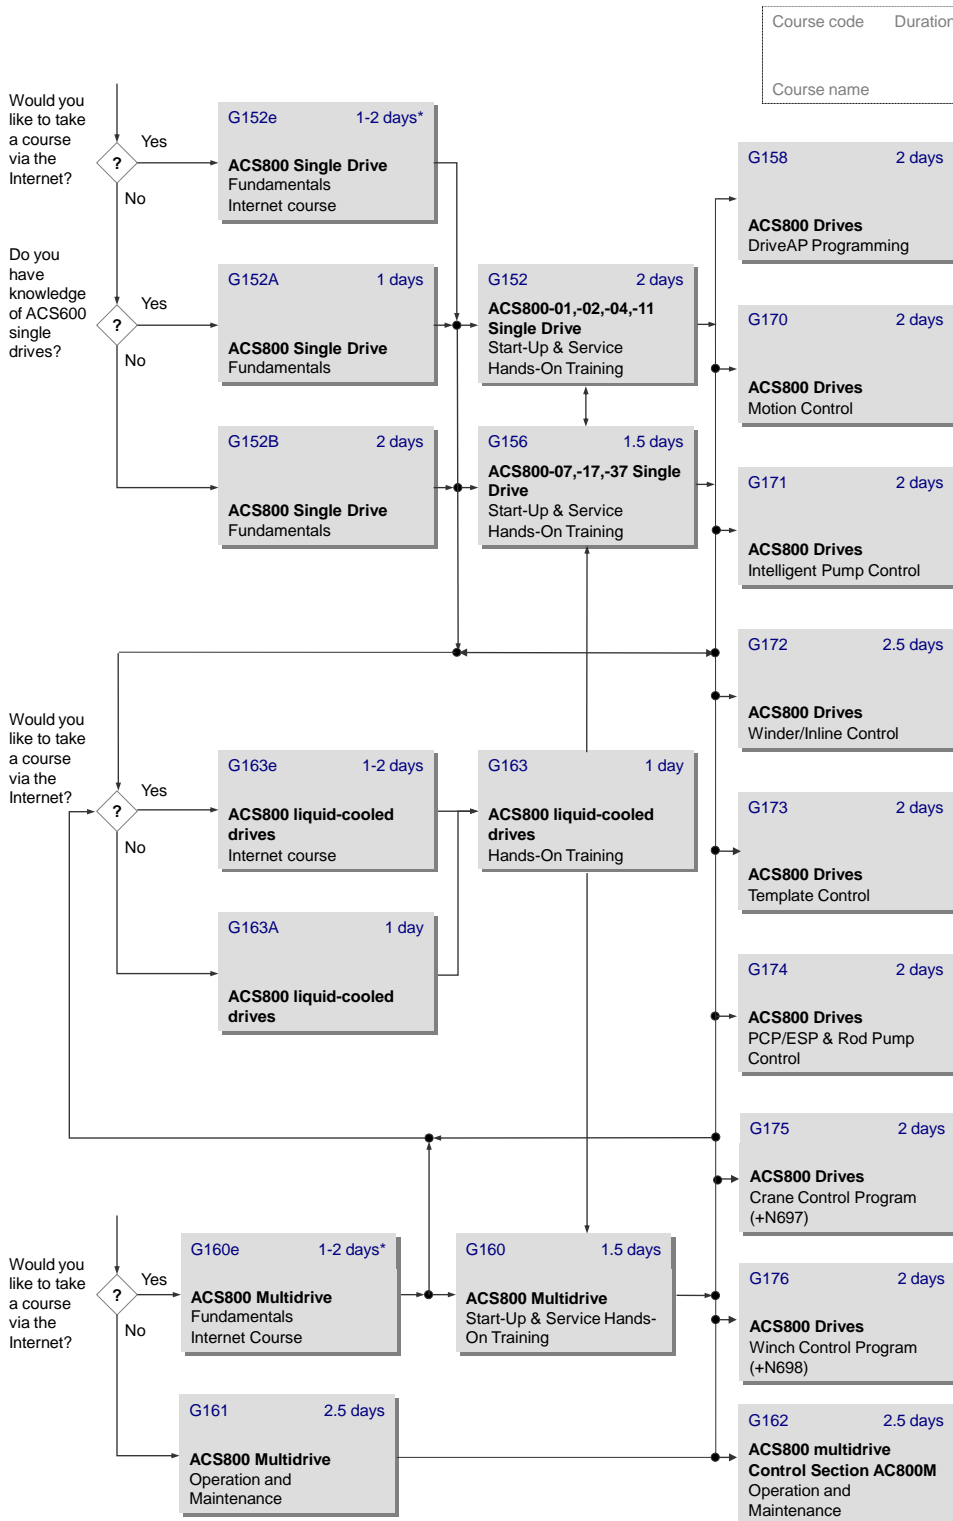 Course code Duration
Course name
Would you
like to take
a course
via the
Internet?
?
Yes
No
G152e 1-2 days*
ACS800 Single Drive
Fundamentals
Internet course
Do you
have
knowledge
of ACS600
single
drives?
?
Yes
No
G152A 1 days
ACS800 Single Drive
Fundamentals
G152B 2 days
ACS800 Single Drive
Fundamentals
G152 2 days
ACS800-01,-02,-04,-11
Single Drive
Start-Up & Service
Hands-On Training
G156 1.5 days
ACS800-07,-17,-37 Single
Drive
Start-Up & Service
Hands-On Training
G158 2 days
ACS800 Drives
DriveAP Programming
G170 2 days
ACS800 Drives
Motion Control
G171 2 days
ACS800 Drives
Intelligent Pump Control
G172 2.5 days
ACS800 Drives
Winder/Inline Control
Would you
like to take
a course
via the
Internet?
?
Yes
No
G163e 1-2 days
ACS800 liquid-cooled
drives
Internet course
G163A 1 day
ACS800 liquid-cooled
drives
G163 1 day
ACS800 liquid-cooled
drives
Hands-On Training
G173 2 days
ACS800 Drives
Template Control
G174 2 days
ACS800 Drives
PCP/ESP & Rod Pump
Control
G175 2 days
ACS800 Drives
Crane Control Program
(+N697)
Would you
like to take
a course
via the
Internet?
?
Yes
No
G160e 1-2 days*
ACS800 Multidrive
Fundamentals
Internet Course
G160 1.5 days
ACS800 Multidrive
Start-Up & Service Hands-
On Training
G176 2 days
ACS800 Drives
Winch Control Program
(+N698)
G161 2.5 days
ACS800 Multidrive
Operation and
Maintenance
G162 2.5 days
ACS800 multidrive
Control Section AC800M
Operation and
Maintenance